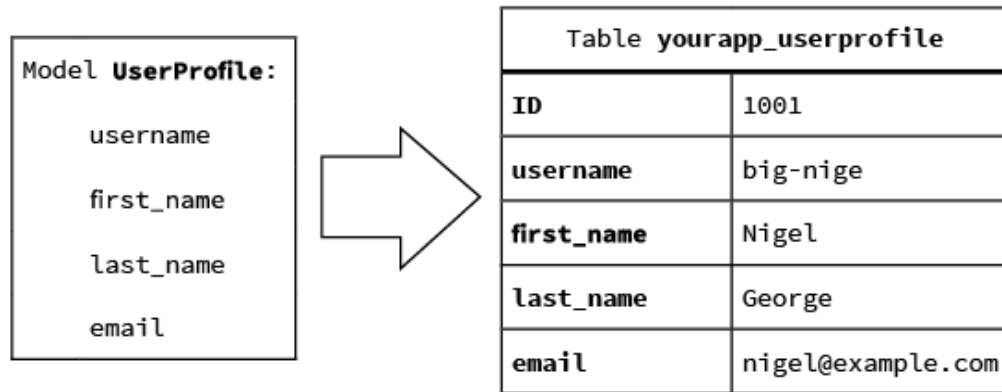 Model UserProfile:
username
first_name
last_name
email
Table yourapp_userprofile
ID 1001
username big-nige
first_name Nigel
last_name George
email nigel@example.com